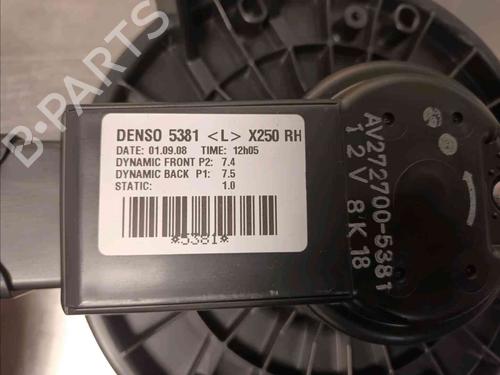 B-PARTS
DENSO 5381 <L> X250 RH
DATE: 01.09.08 TIME: 12h05
DYNAMIC FRONT P2: 7.4
DYNAMIC BACK P1: 7.5
STATIC: 1.0
*5381*
AV272700-5381
12V 8K18